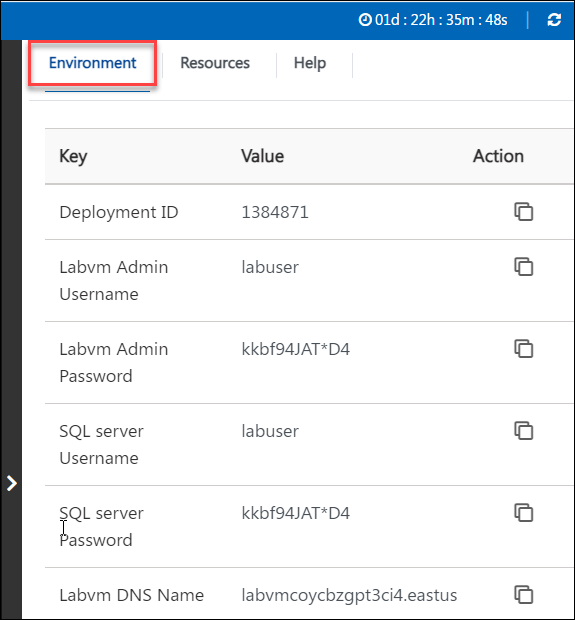 01d : 22h : 35m : 48s
Environment Resources Help
Key Value Action
Deployment ID 1384871
Labvm Admin labuser
Username
Labvm Admin kkbf94JAT*D4
Password
SQL server labuser
Username
SQL server kkbf94JAT*D4
Password
Labvm DNS Name labvmcoycbzgpt3ci4.eastus